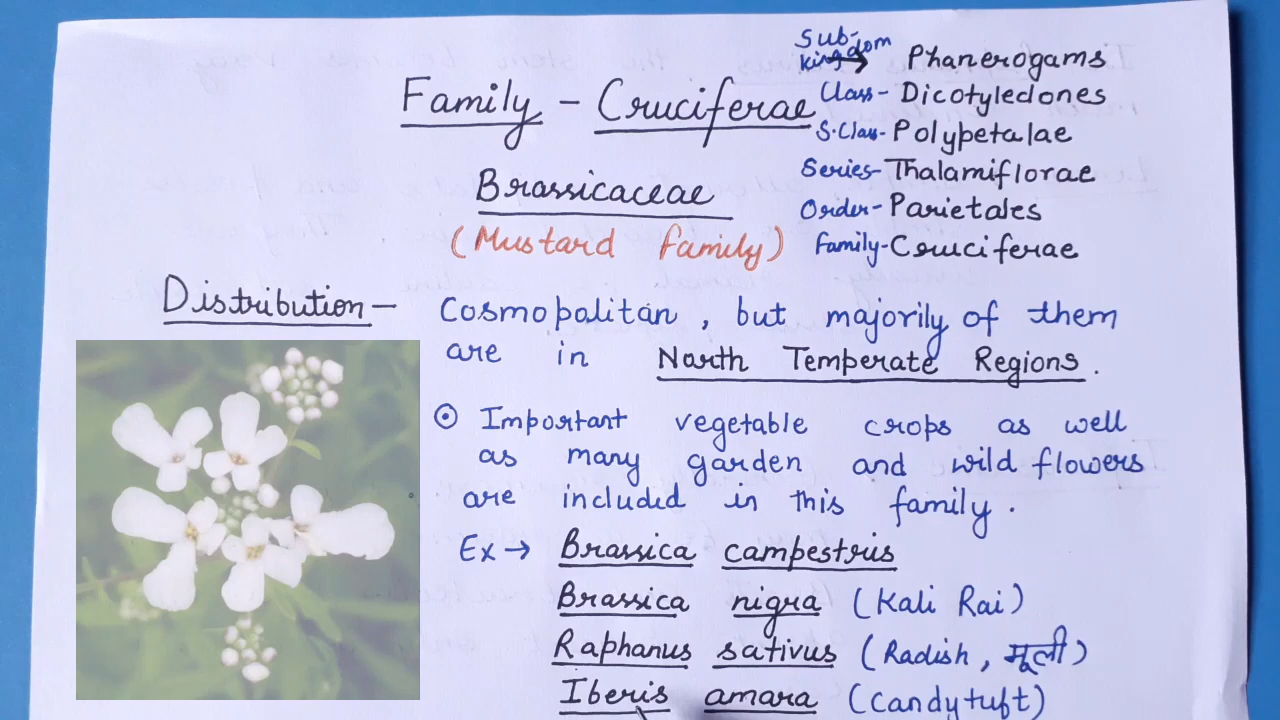 Family - Cruciferae
Brassicaceae
(Mustard family)
Sub-kingdom → Phanerogams
Class- Dicotyledones
S.Class- Polypetalae
Series- Thalamiflorae
Order- Parietales
Family- Cruciferae
Distribution - Cosmopolitan, but majorily of them
are in North Temperate Regions.
⊙ Important vegetable crops as well
as many garden and wild flowers
are included in this family.
Ex → Brassica campestris
Brassica nigra (Kali Rai)
Raphanus sativus (Radish, मूली)
Iberis amara (Candytuft)